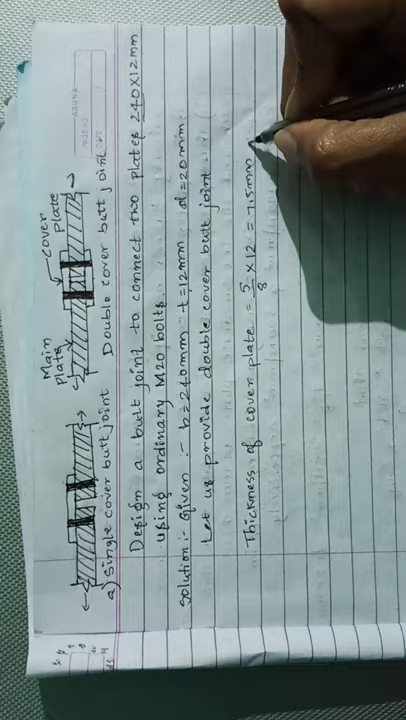 Main plate
cover plate
a) Single cover butt joint
Double cover butt joint
Design a butt joint to connect two plates 240×12mm
using ordinary M20 bolts.
Solution:- Given :- b=240mm t=12mm d=20mm.
Let us provide double cover butt joint.
Thickness of cover plate = 5/8 × 12 = 7.5mm